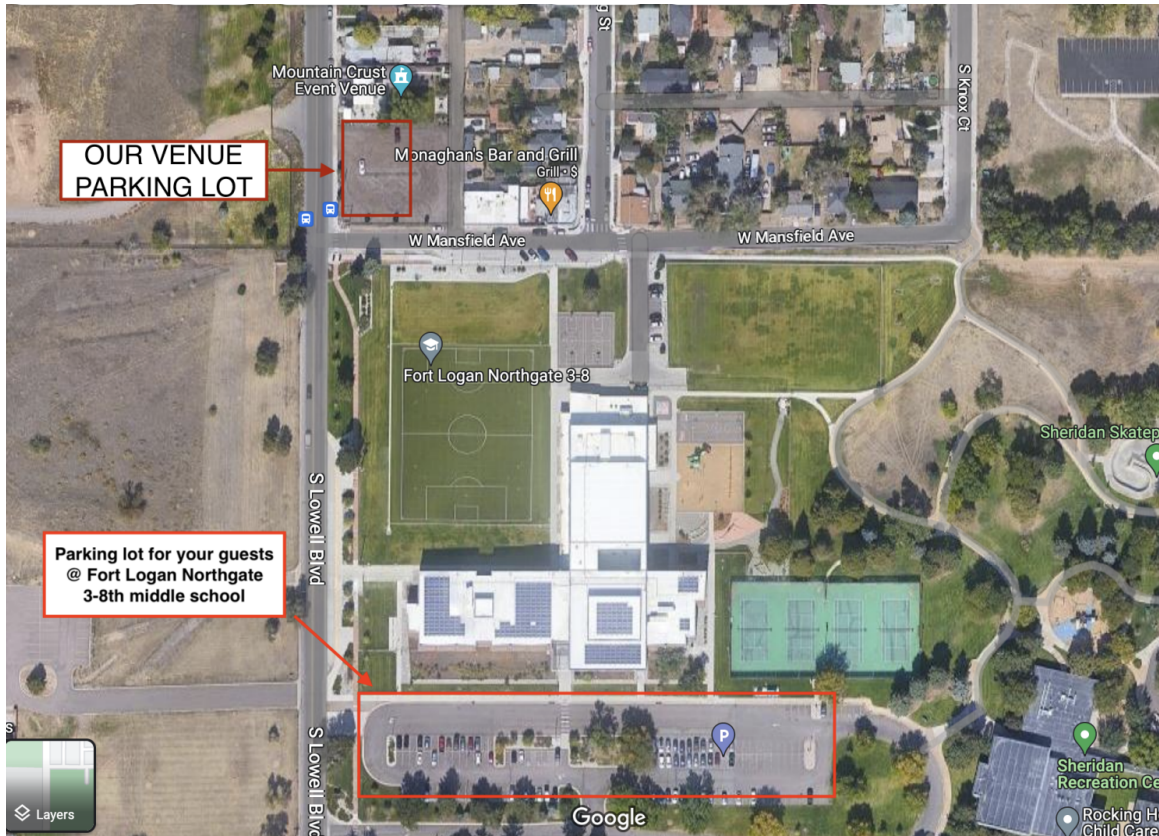 g St
S Knox Ct
Mountain Crust
Event Venue
OUR VENUE
PARKING LOT
Monaghan's Bar and Grill
Grill • $
W Mansfield Ave
W Mansfield Ave
Fort Logan Northgate 3-8
Sheridan Skatep
S Lowell Blvd
Parking lot for your guests
@ Fort Logan Northgate
3-8th middle school
S Lowell Blvd
P
s
Sheridan
Recreation Ce
Layers
Google
Rocking H
Child Care